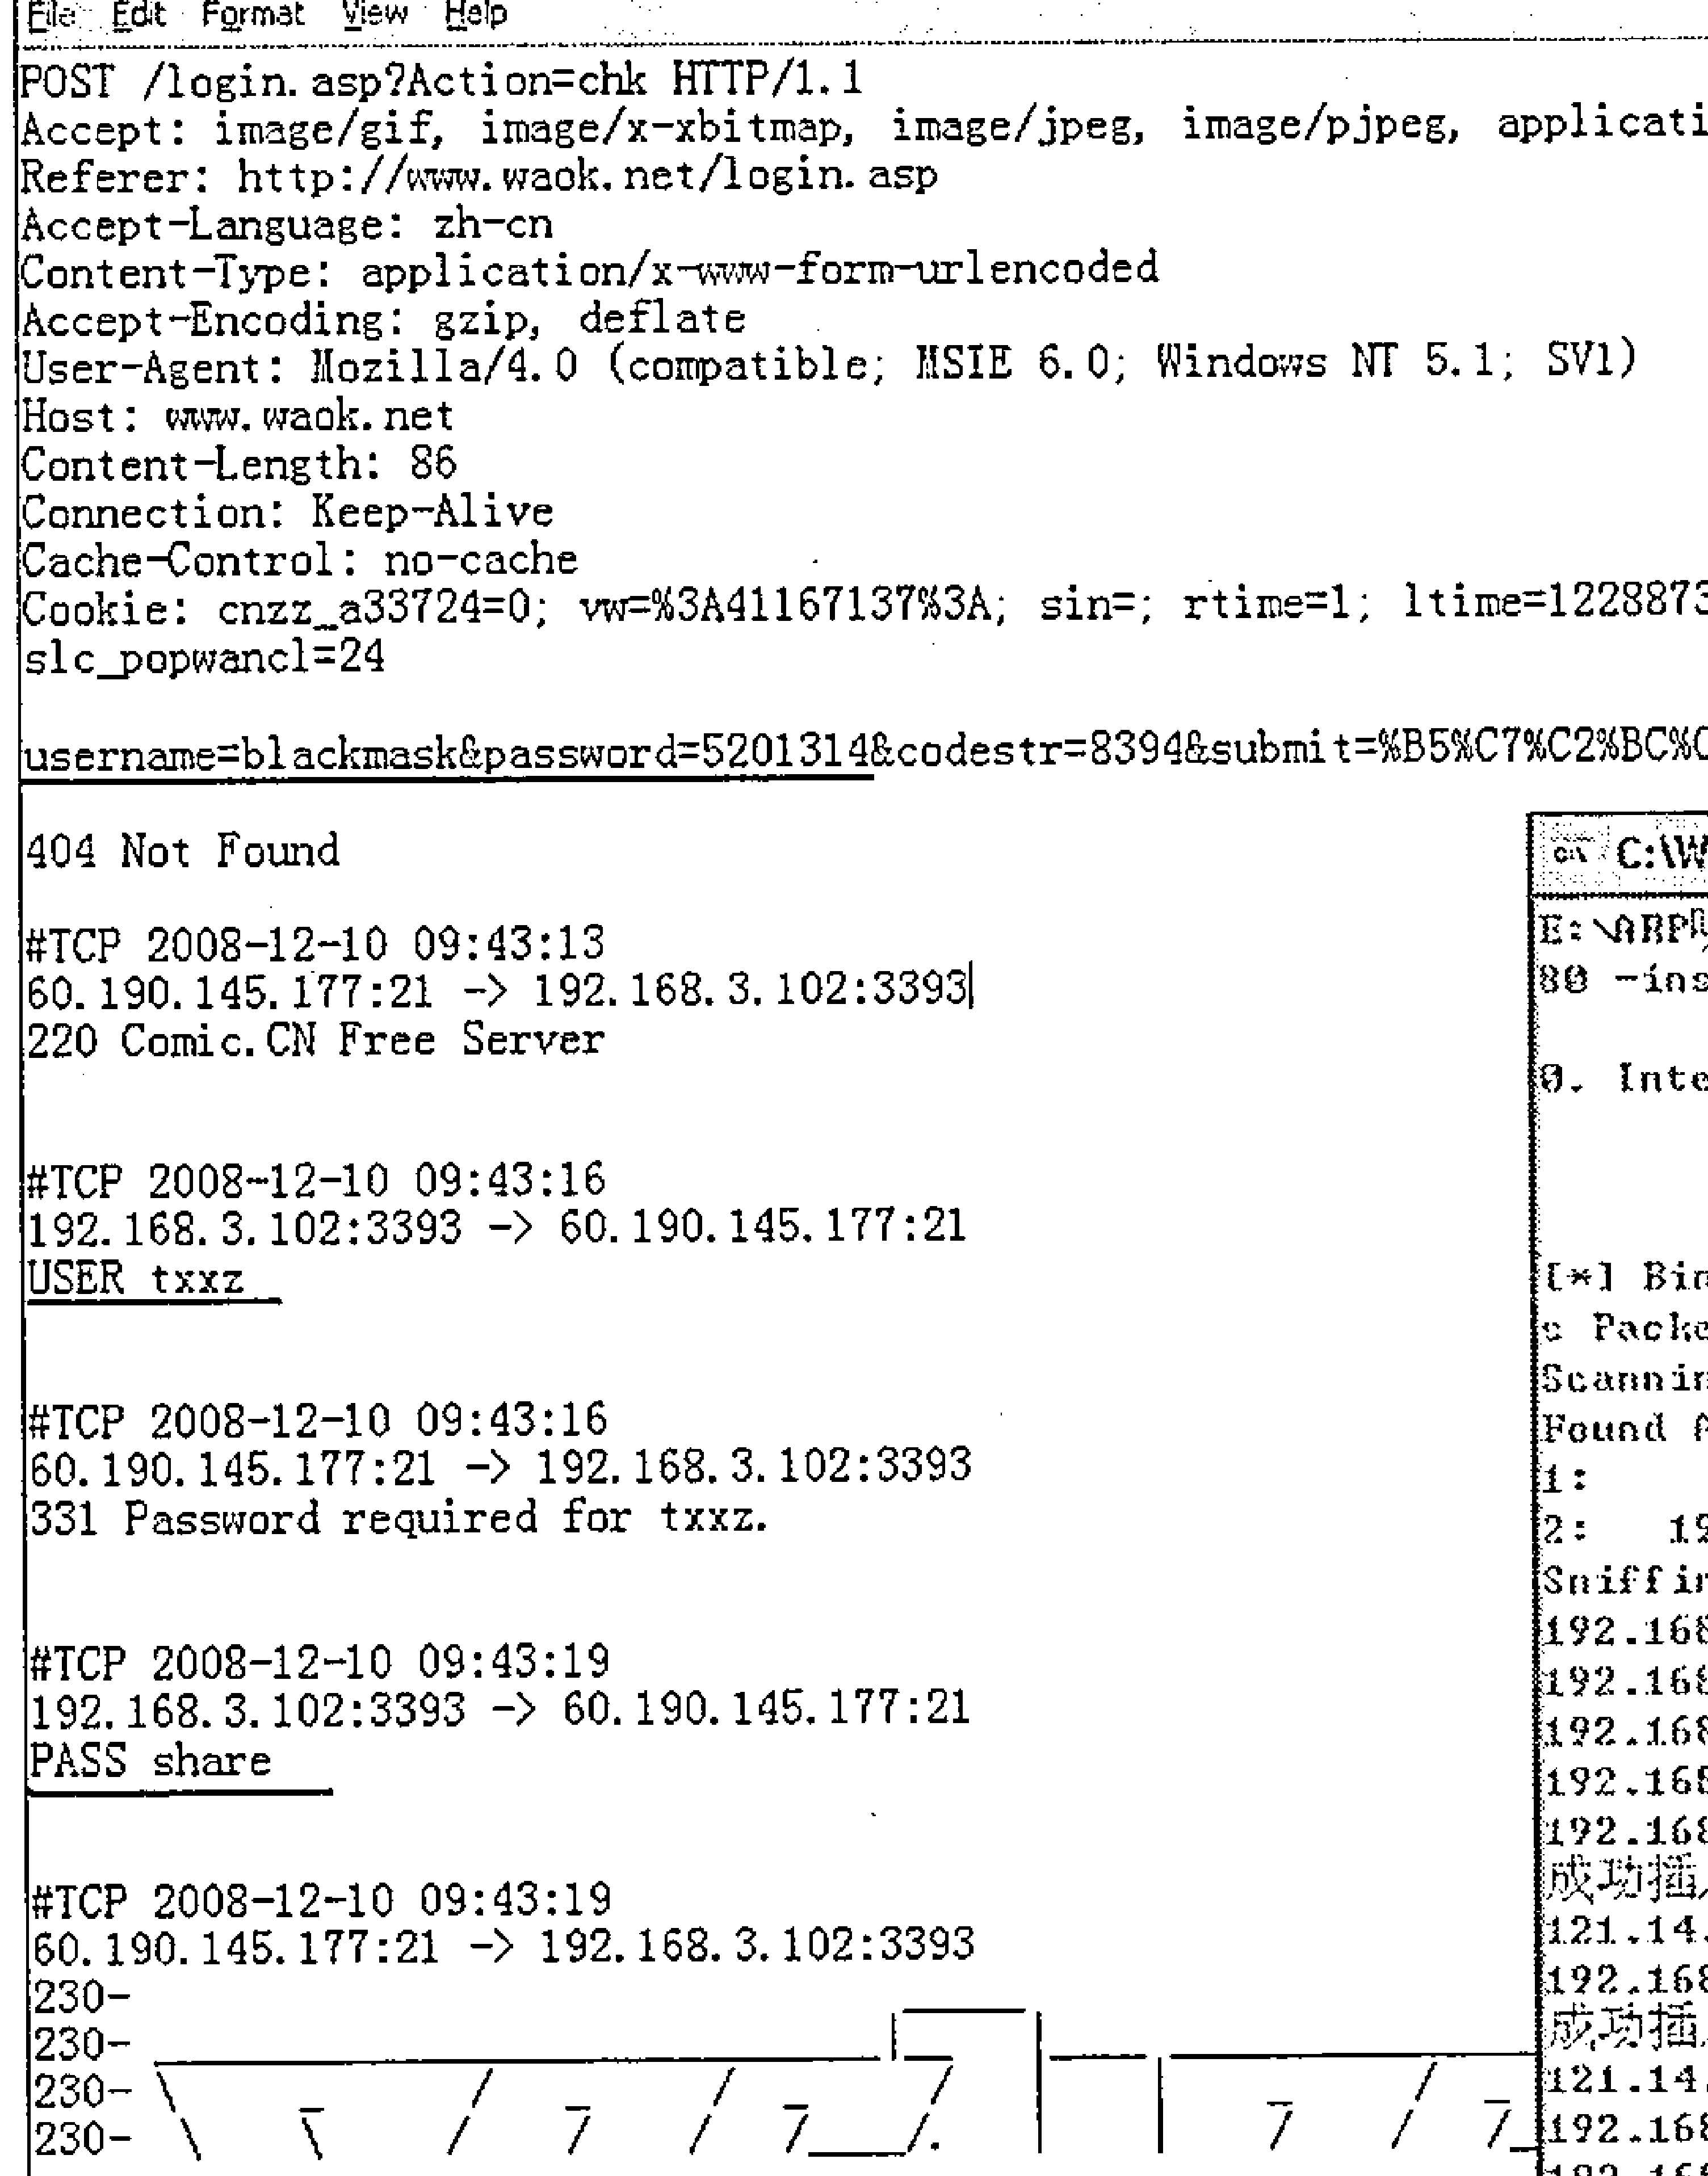 File Edit Format View Help
POST /login.asp?Action=chk HTTP/1.1
Accept: image/gif, image/x-xbitmap, image/jpeg, image/pjpeg, applicati
Referer: http://www.waok.net/login.asp
Accept-Language: zh-cn
Content-Type: application/x-www-form-urlencoded
Accept-Encoding: gzip, deflate
User-Agent: Mozilla/4.0 (compatible; MSIE 6.0; Windows NT 5.1; SV1)
Host: www.waok.net
Content-Length: 86
Connection: Keep-Alive
Cache-Control: no-cache
Cookie: cnzz_a33724=0; vw=%3A41167137%3A; sin=; rtime=1; ltime=1228873
slc_popwancl=24
username=blackmask&password=5201314&codestr=8394&submit=%B5%C7%C2%BC%C
404 Not Found
#TCP 2008-12-10 09:43:13
60.190.145.177:21 -> 192.168.3.102:3393
220 Comic.CN Free Server
#TCP 2008-12-10 09:43:16
192.168.3.102:3393 -> 60.190.145.177:21
USER txxz
#TCP 2008-12-10 09:43:16
60.190.145.177:21 -> 192.168.3.102:3393
331 Password required for txxz.
#TCP 2008-12-10 09:43:19
192.168.3.102:3393 -> 60.190.145.177:21
PASS share
#TCP 2008-12-10 09:43:19
60.190.145.177:21 -> 192.168.3.102:3393
230-
230-
230-
230-
C:\W
E:\ARP
80 -ins
0. Inte
[*] Bin
c Packe
Scannin
Found A
1:
2: 19
Sniffin
192.168
192.168
192.168
192.168
192.168
成功插
121.14.
192.168
成功插
121.14.
192.168
192.168